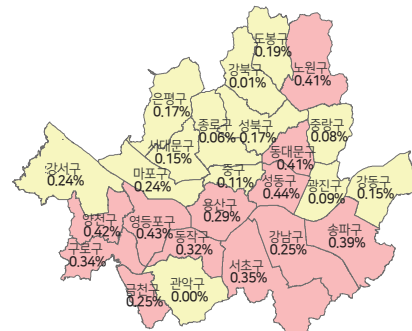 도봉구
0.19%
노원구
0.41%
강북구
0.01%
은평구
0.17%
종로구
0.06%
성북구
0.17%
중랑구
0.08%
서대문구
0.15%
동대문구
0.41%
강서구
0.24%
마포구
0.24%
중구
0.11%
성동구
0.44%
광진구
0.09%
강동구
0.15%
용산구
0.29%
양천구
0.42%
영등포구
0.43%
동작구
0.32%
강남구
0.25%
송파구
0.39%
구로구
0.34%
서초구
0.35%
금천구
0.25%
관악구
0.00%